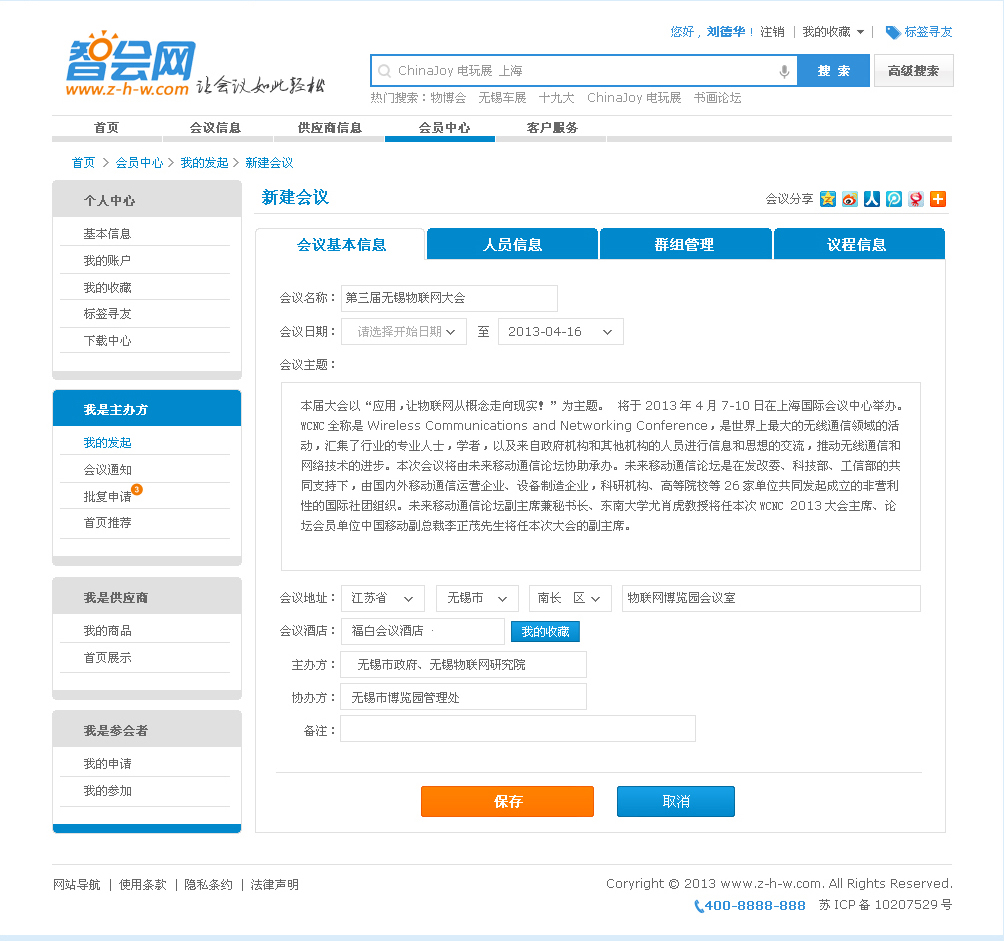 您好，刘德华！ 注销 | 我的收藏 | 标签寻友
智会网
www.z-h-w.com 让会议如此轻松
ChinaJoy 电玩展 上海 搜 索 高级搜索
热门搜索：物博会 无锡车展 十九大 ChinaJoy 电玩展 书画论坛
首页 会议信息 供应商信息 会员中心 客户服务
首页 > 会员中心 > 我的发起 > 新建会议
个人中心
基本信息
我的账户
我的收藏
标签寻友
下载中心
我是主办方
我的发起
会议通知
批复申请 3
首页推荐
我是供应商
我的商品
首页展示
我是参会者
我的申请
我的参加
新建会议 会议分享
会议基本信息 人员信息 群组管理 议程信息
会议名称： 第三届无锡物联网大会
会议日期： 请选择开始日期 至 2013-04-16
会议主题：
本届大会以“应用，让物联网从概念走向现实！”为主题。 将于 2013 年 4 月 7-10 日在上海国际会议中心举办。
WCNC 全称是 Wireless Communications and Networking Conference，是世界上最大的无线通信领域的活
动，汇集了行业的专业人士，学者，以及来自政府机构和其他机构的人员进行信息和思想的交流，推动无线通信和
网络技术的进步。本次会议将由未来移动通信论坛协助承办。未来移动通信论坛是在发改委、科技部、工信部的共
同支持下，由国内外移动通信运营企业、设备制造企业，科研机构、高等院校等 26 家单位共同发起成立的非营利
性的国际社团组织。未来移动通信论坛副主席兼秘书长、东南大学尤肖虎教授将任本次 WCNC 2013 大会主席、论
坛会员单位中国移动副总裁李正茂先生将任本次大会的副主席。
会议地址： 江苏省 无锡市 南长 区 物联网博览园会议室
会议酒店： 福白会议酒店 · 我的收藏
主办方： 无锡市政府、无锡物联网研究院
协办方： 无锡市博览园管理处
备注：
保存 取消
网站导航 | 使用条款 | 隐私条约 | 法律声明
Corvright © 2013 www.z-h-w.com. All Rights Reserved.
400-8888-888 苏 ICP 备 10207529 号